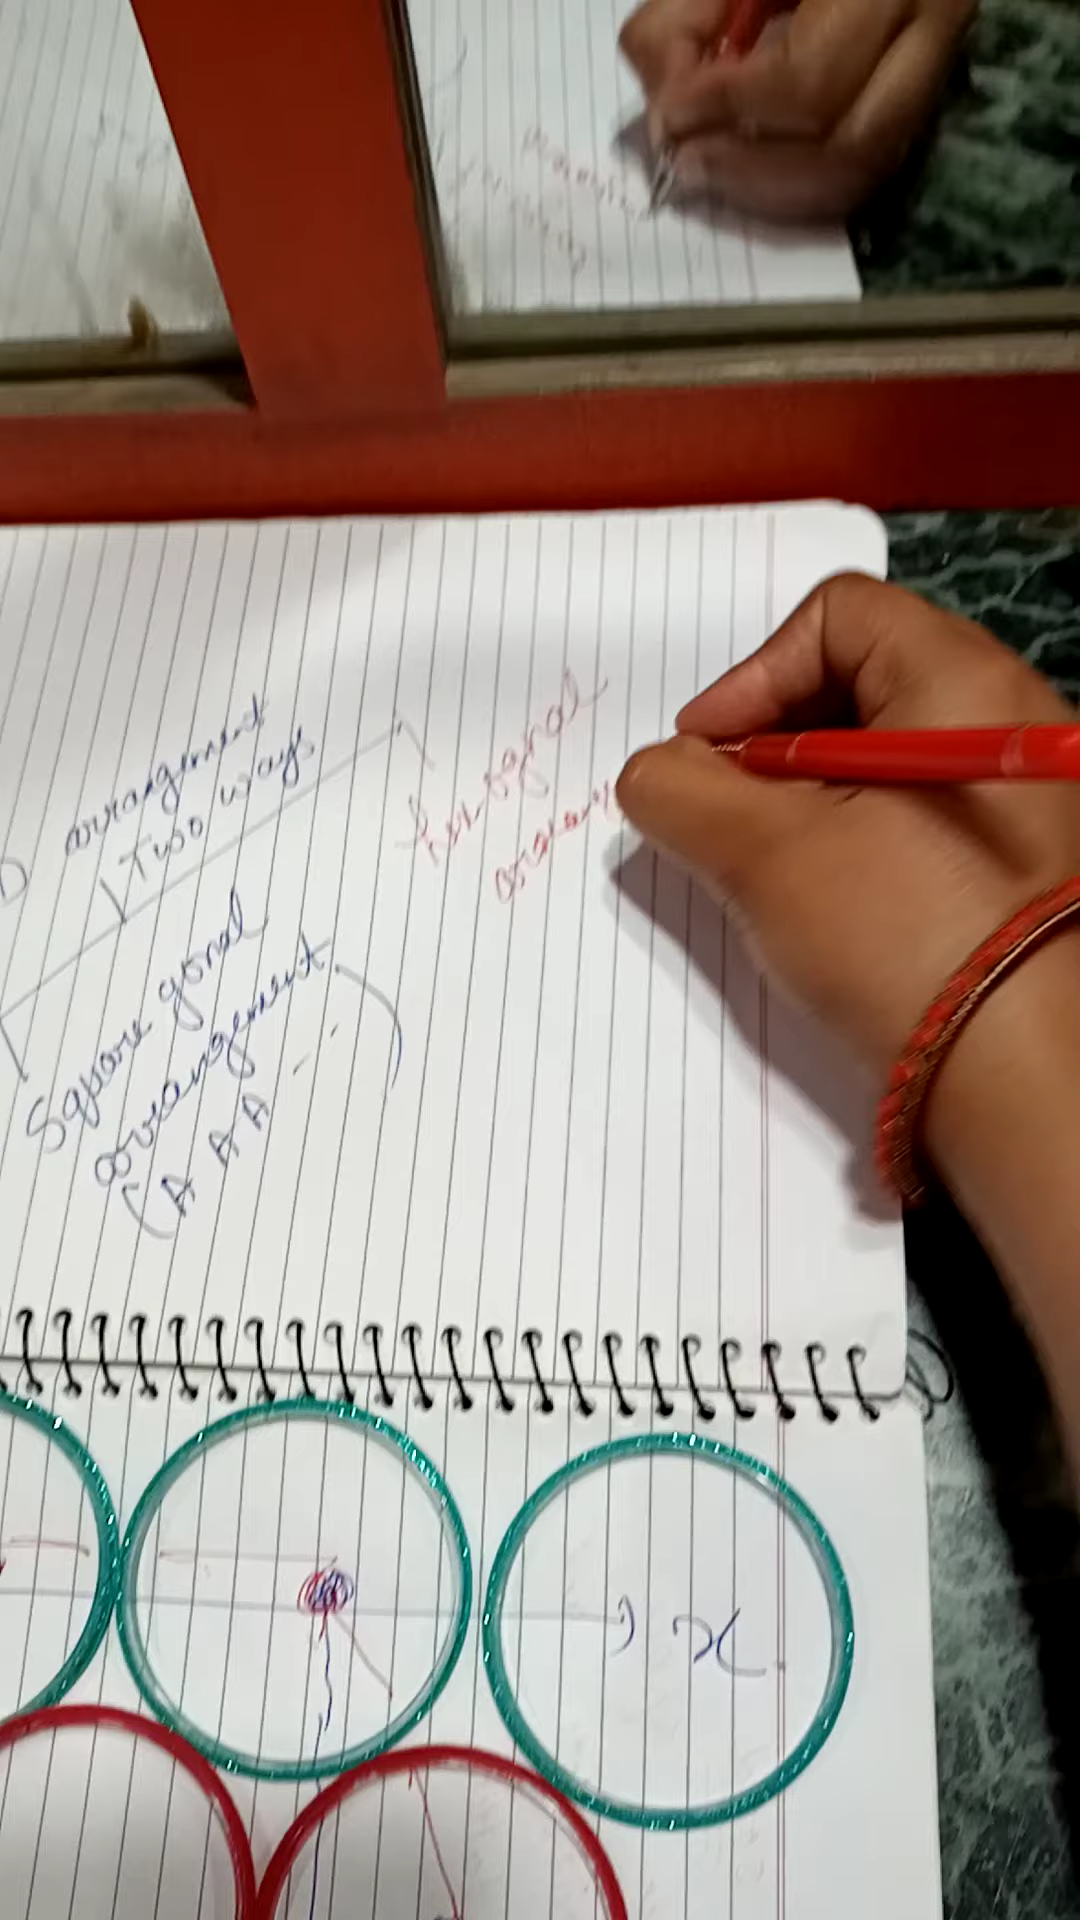 D arrangement
Two ways
Square gonal
arrangement
(A A A - - )
hexagonal
x